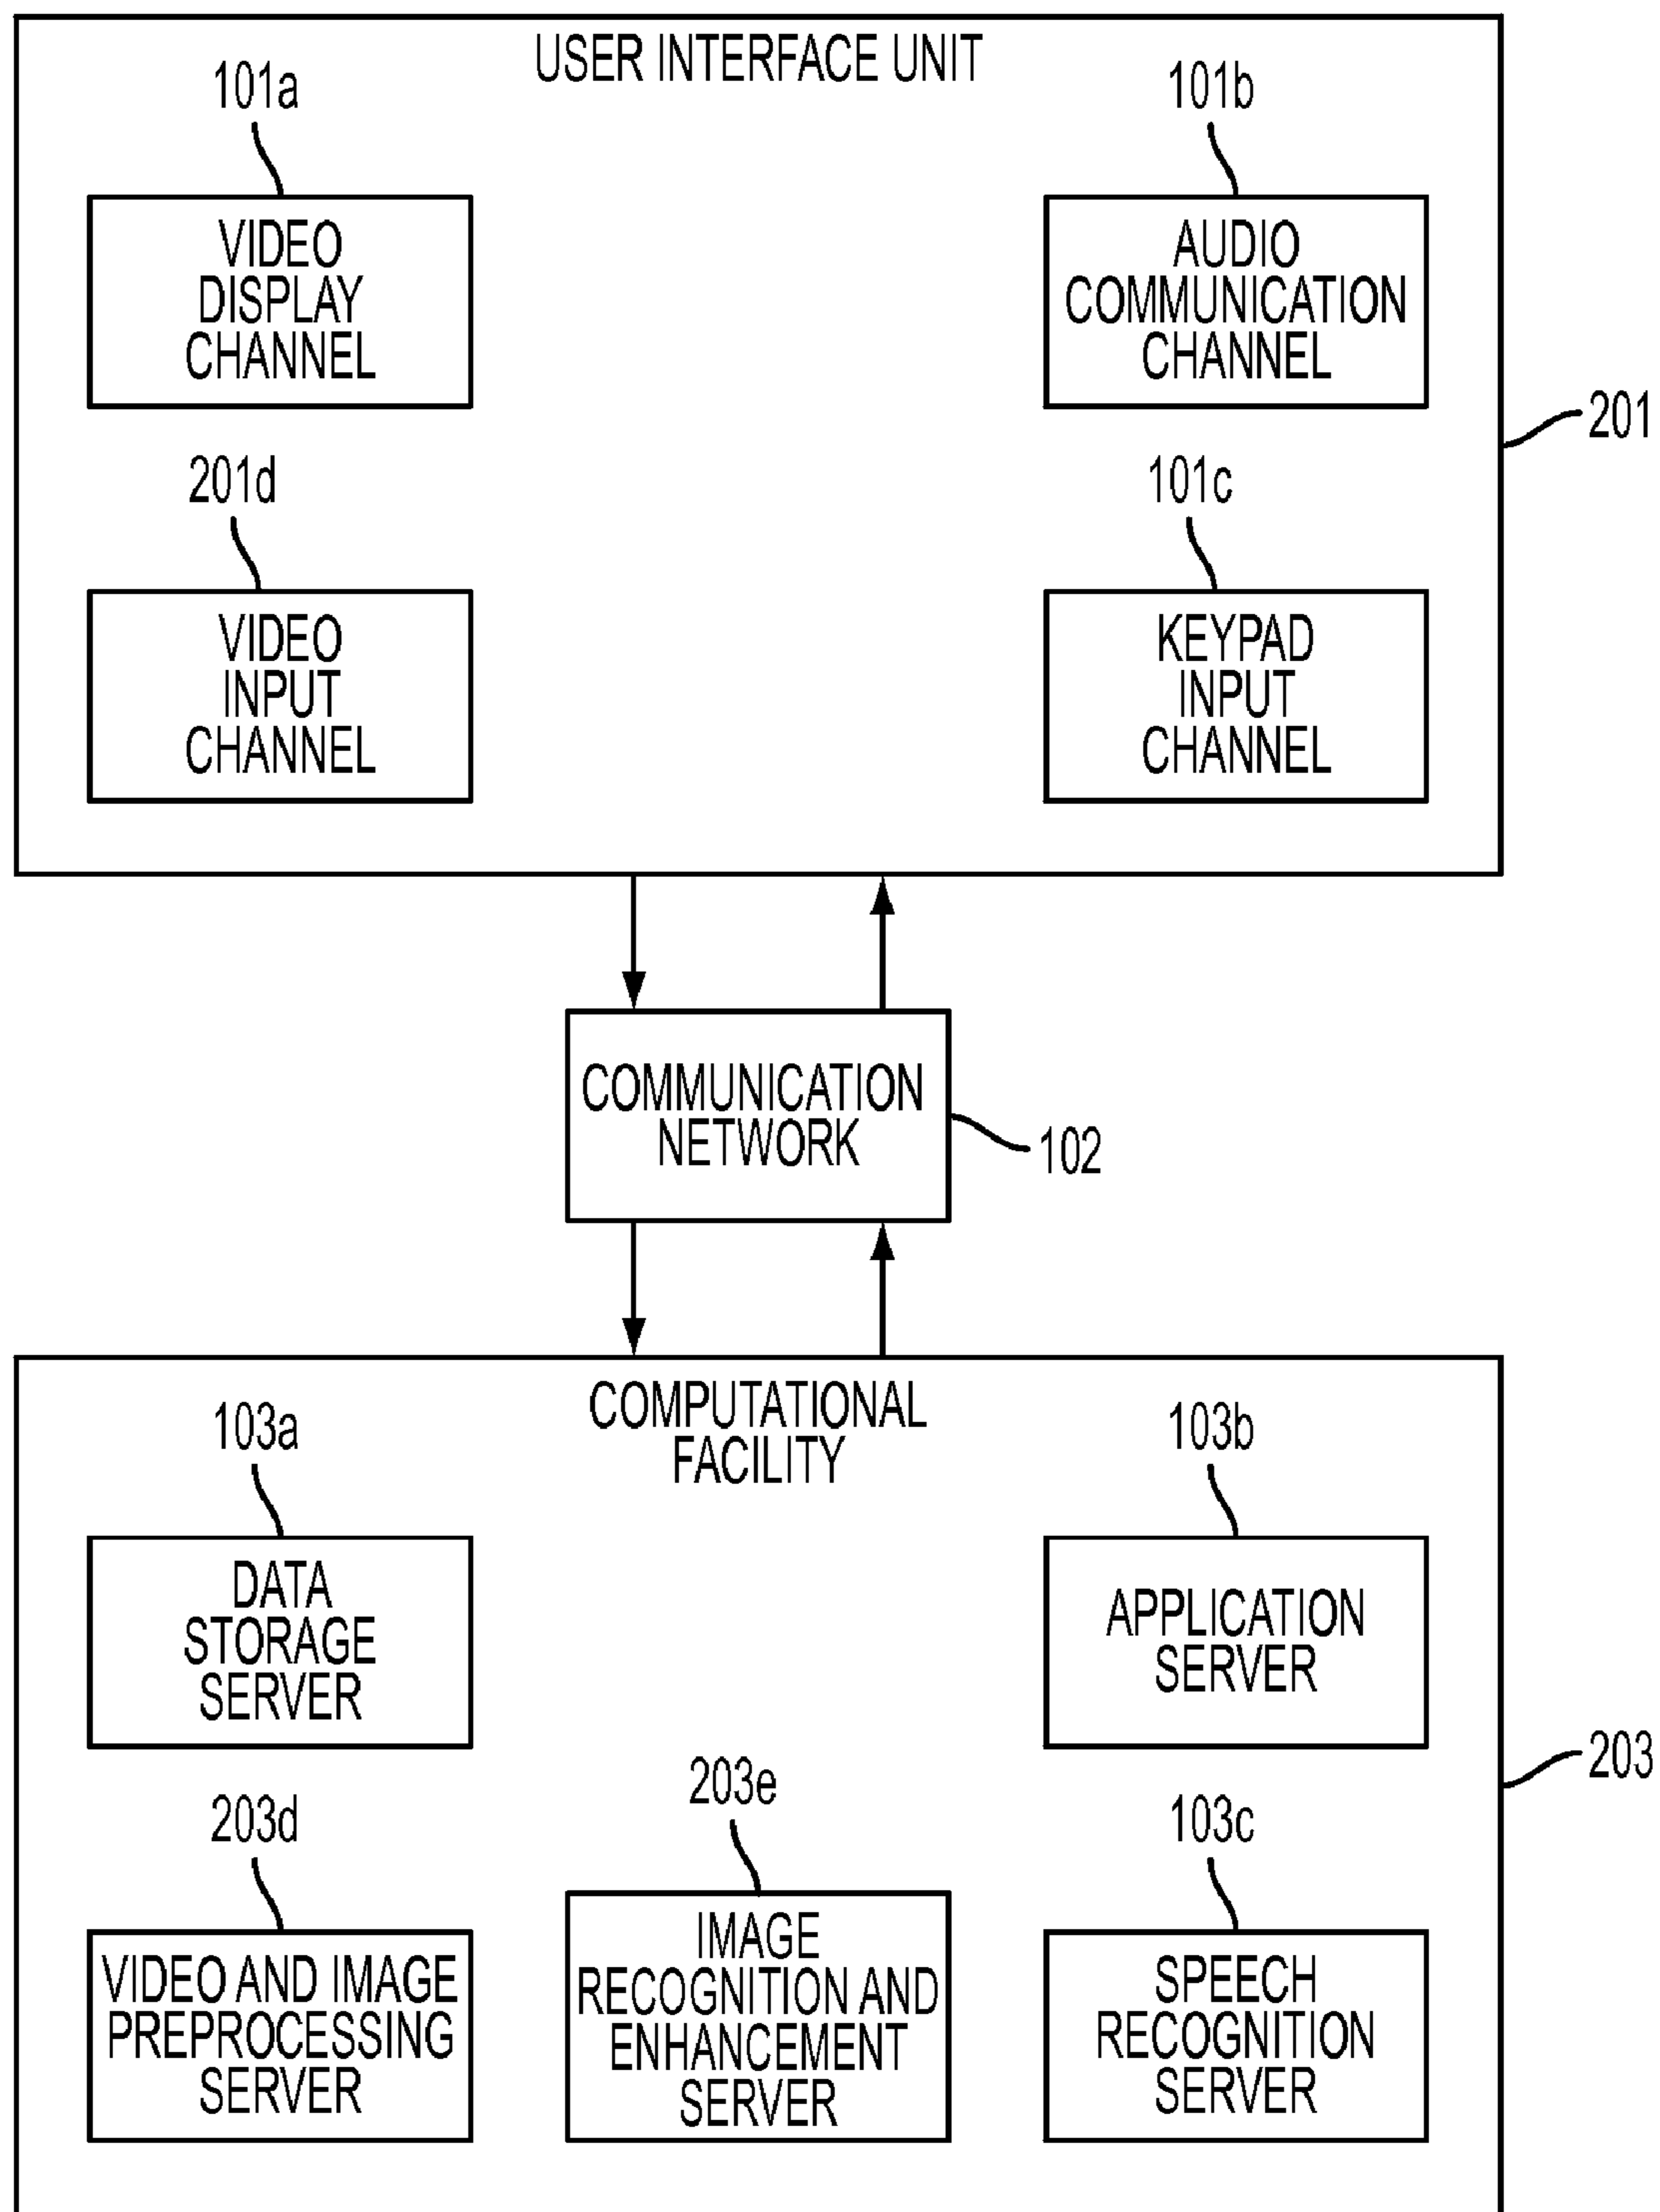 USER INTERFACE UNIT
101a
101b
VIDEO
DISPLAY
CHANNEL
AUDIO
COMMUNICATION
CHANNEL
201
201d
101c
VIDEO
INPUT
CHANNEL
KEYPAD
INPUT
CHANNEL
COMMUNICATION
NETWORK
102
COMPUTATIONAL
FACILITY
103a
103b
DATA
STORAGE
SERVER
APPLICATION
SERVER
203
203d
203e
103c
VIDEO AND IMAGE
PREPROCESSING
SERVER
IMAGE
RECOGNITION AND
ENHANCEMENT
SERVER
SPEECH
RECOGNITION
SERVER